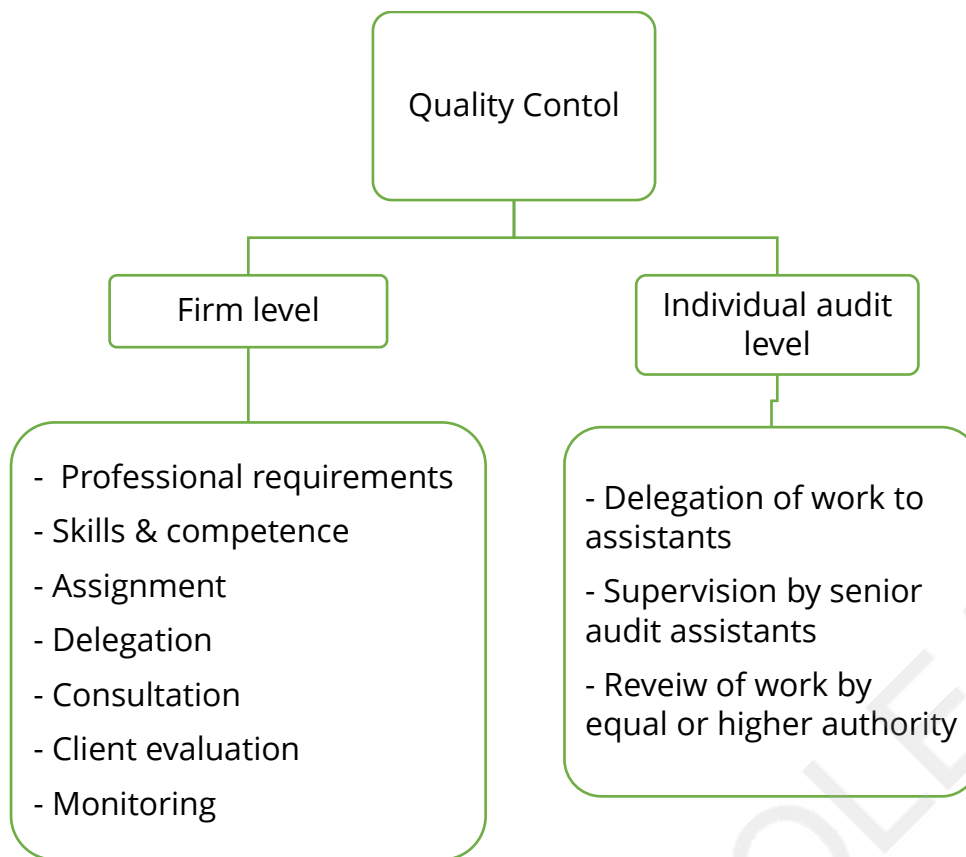 Quality Contol
Firm level
Individual audit
level
- Professional requirements
- Skills & competence
- Assignment
- Delegation
- Consultation
- Client evaluation
- Monitoring
- Delegation of work to
assistants
- Supervision by senior
audit assistants
- Reveiw of work by
equal or higher authority